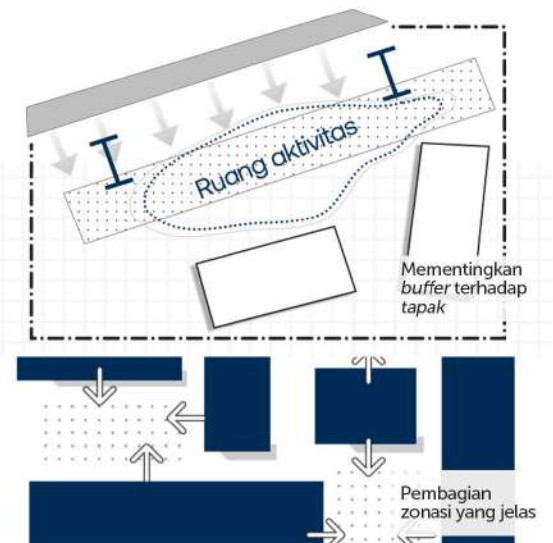 Ruang aktivitas
Mementingkan
buffer terhadap
tapak
Pembagian
zonasi yang jelas